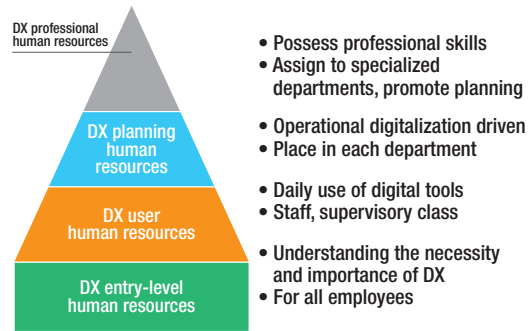 DX professional
human resources
• Possess professional skills
• Assign to specialized
departments, promote planning
DX planning
human
resources
• Operational digitalization driven
• Place in each department
DX user
human resources
• Daily use of digital tools
• Staff, supervisory class
DX entry-level
human resources
• Understanding the necessity
and importance of DX
• For all employees